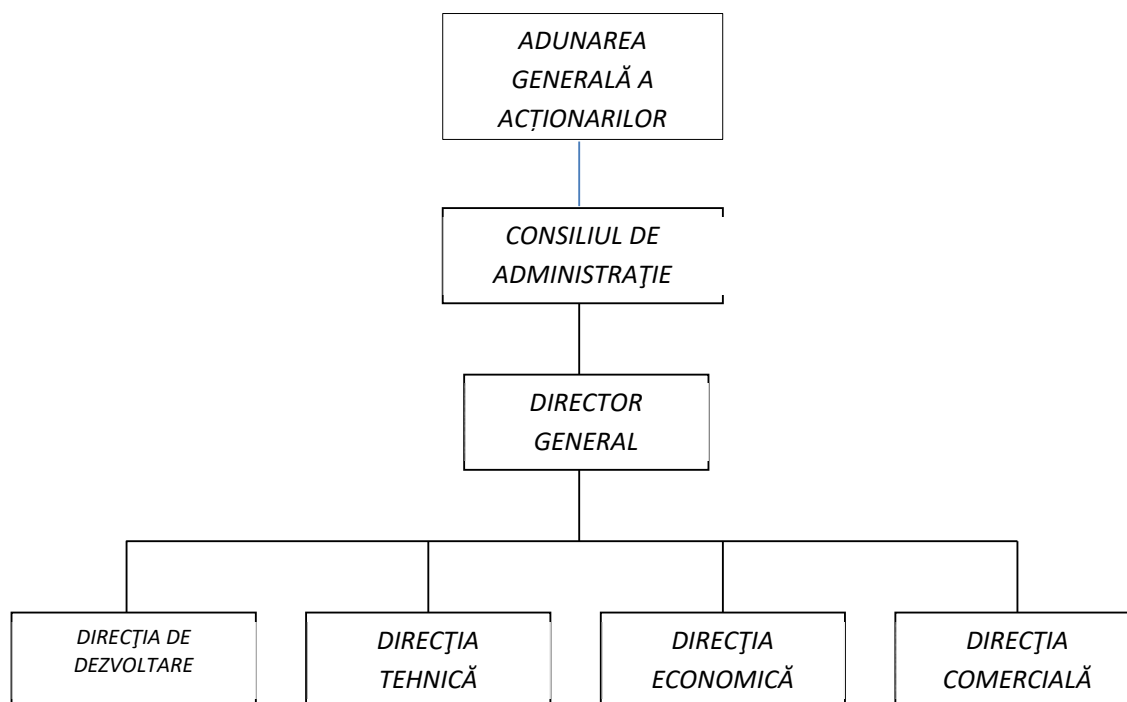 ADUNAREA
GENERALĂ A
ACȚIONARILOR
CONSILIUL DE
ADMINISTRAŢIE
DIRECTOR
GENERAL
DIRECŢIA DE
DEZVOLTARE
DIRECŢIA
TEHNICĂ
DIRECŢIA
ECONOMICĂ
DIRECŢIA
COMERCIALĂ